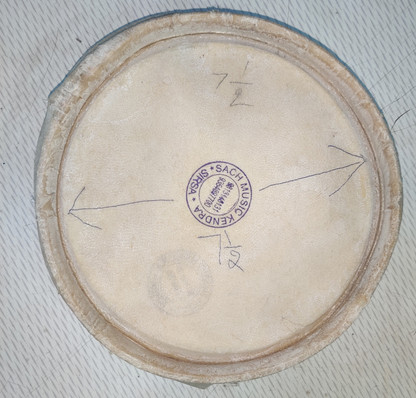 7 1/2
SACH MUSIC KENDRA
• SIRSA •
7 1/2